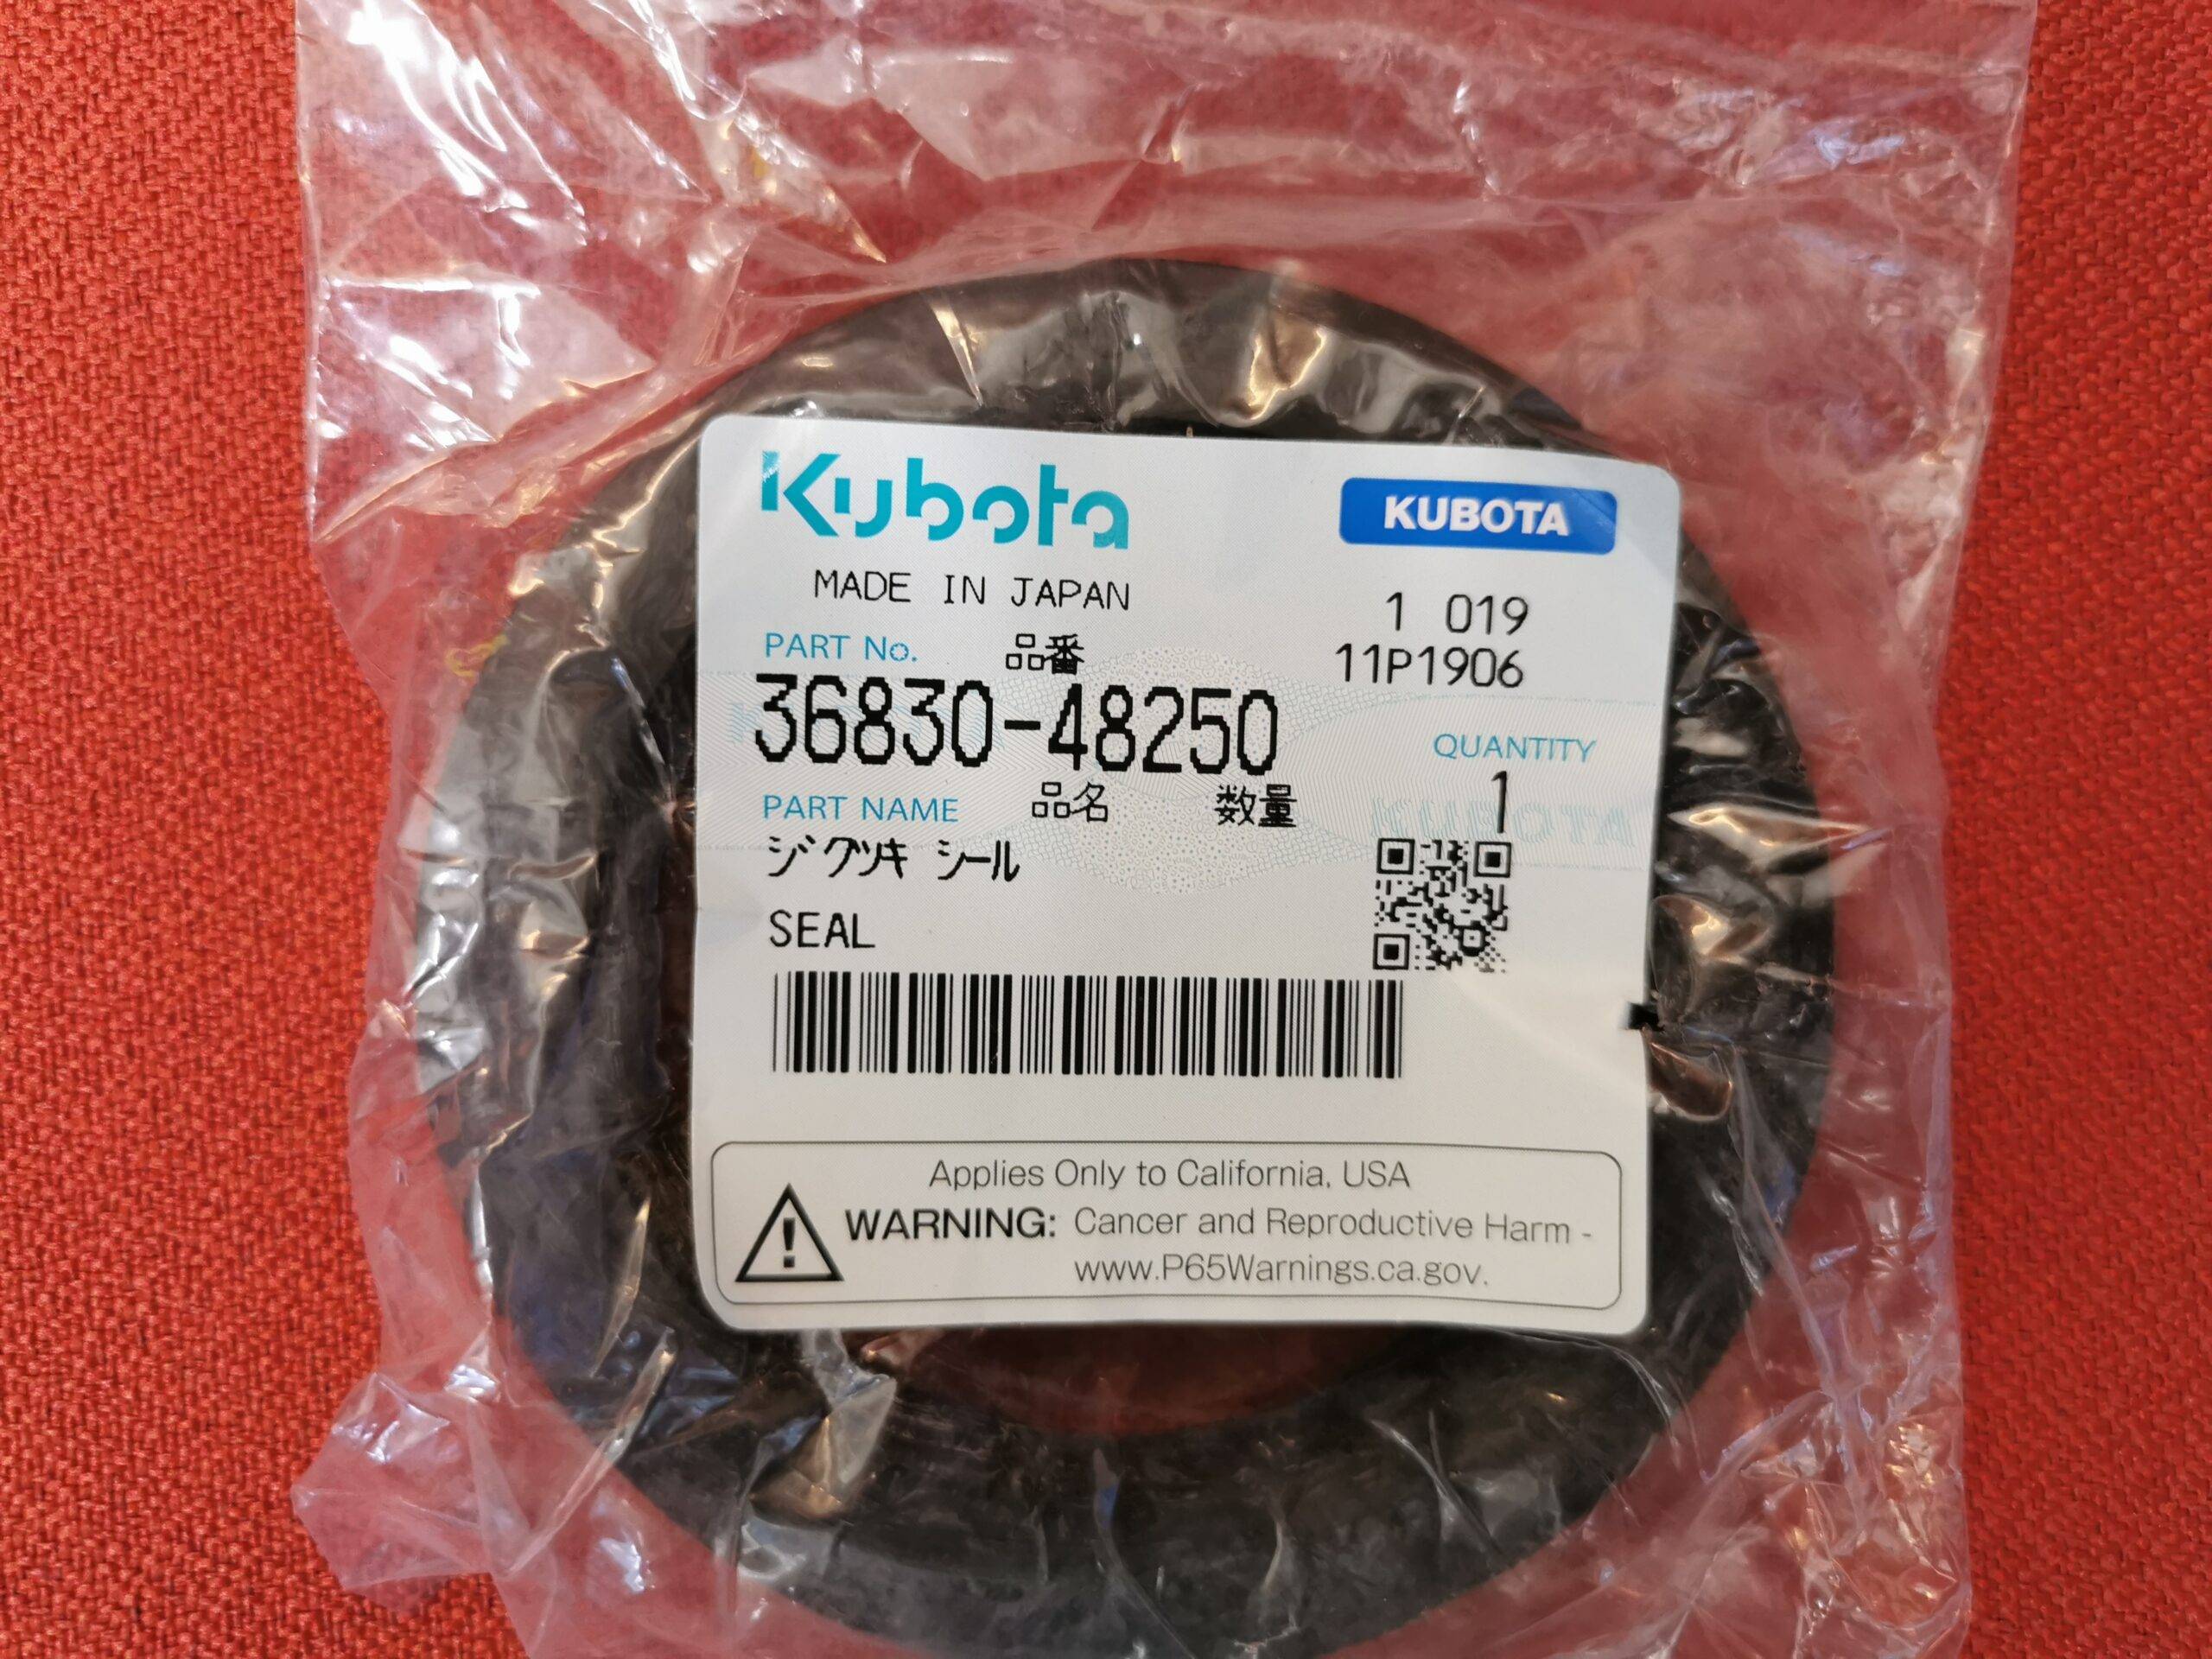 Kubota
KUBOTA
MADE IN JAPAN
1 019
PART No. 品番
11P1906
36830-48250
QUANTITY
1
PART NAME 品名 数量
KUBOTA
ジクツキ シール
SEAL
Applies Only to California, USA
WARNING: Cancer and Reproductive Harm -
www.P65Warnings.ca.gov.